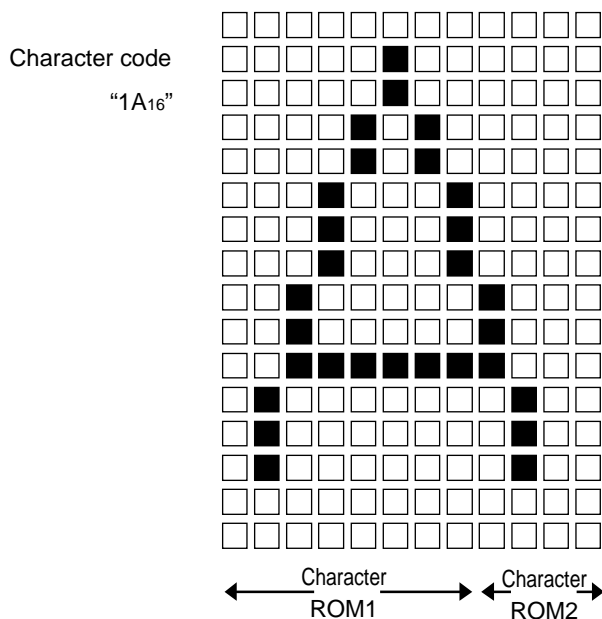 Character code
“1A16”
Character
ROM1
Character
ROM2